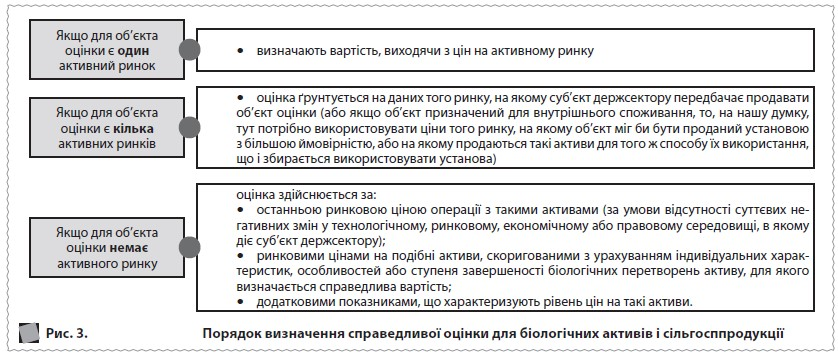 Якщо для об’єкта
оцінки є один
активний ринок
• визначають вартість, виходячи з цін на активному ринку
Якщо для об’єкта
оцінки є кілька
активних ринків
• оцінка ґрунтується на даних того ринку, на якому суб’єкт держсектору передбачає продавати
об’єкт оцінки (або якщо об’єкт призначений для внутрішнього споживання, то, на нашу думку,
тут потрібно використовувати ціни того ринку, на якому об’єкт міг би бути проданий установою
з більшою ймовірністю, або на якому продаються такі активи для того ж способу їх використання,
що і збирається використовувати установа)
Якщо для об’єкта
оцінки немає
активного ринку
оцінка здійснюється за:
• останньою ринковою ціною операції з такими активами (за умови відсутності суттєвих не-
гативних змін у технологічному, ринковому, економічному або правовому середовищі, в якому
діє суб’єкт держсектору);
• ринковими цінами на подібні активи, скоригованими з урахуванням індивідуальних харак-
теристик, особливостей або ступеня завершеності біологічних перетворень активу, для якого
визначається справедлива вартість;
• додатковими показниками, що характеризують рівень цін на такі активи.
Рис. 3. Порядок визначення справедливої оцінки для біологічних активів і сільгосппродукції